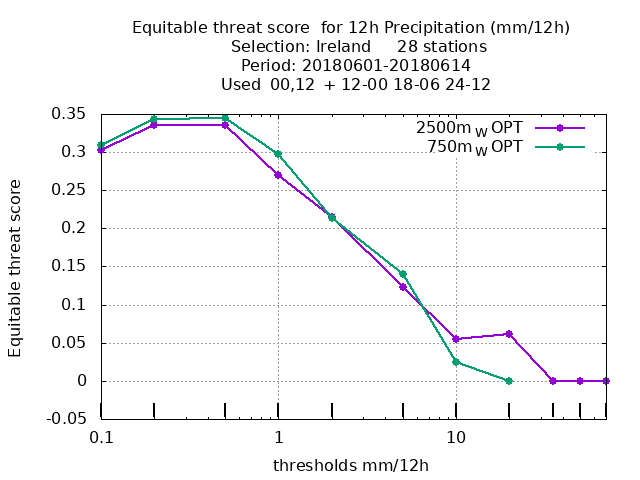 Equitable threat score  for 12h Precipitation (mm/12h)
Selection: Ireland     28 stations
Period: 20180601-20180614
Used  00,12  + 12-00 18-06 24-12
2500m W OPT
750m W OPT
Equitable threat score
0.35
0.3
0.25
0.2
0.15
0.1
0.05
0
-0.05
0.1 1 10
thresholds mm/12h